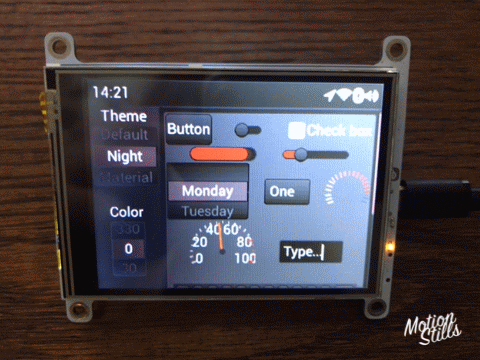 14:21
Theme
Default
Night
Material
Color
330
0
30
Button
Check box
Monday
Tuesday
One
40 60
20 80
0 100
Type...
Motion
Stills